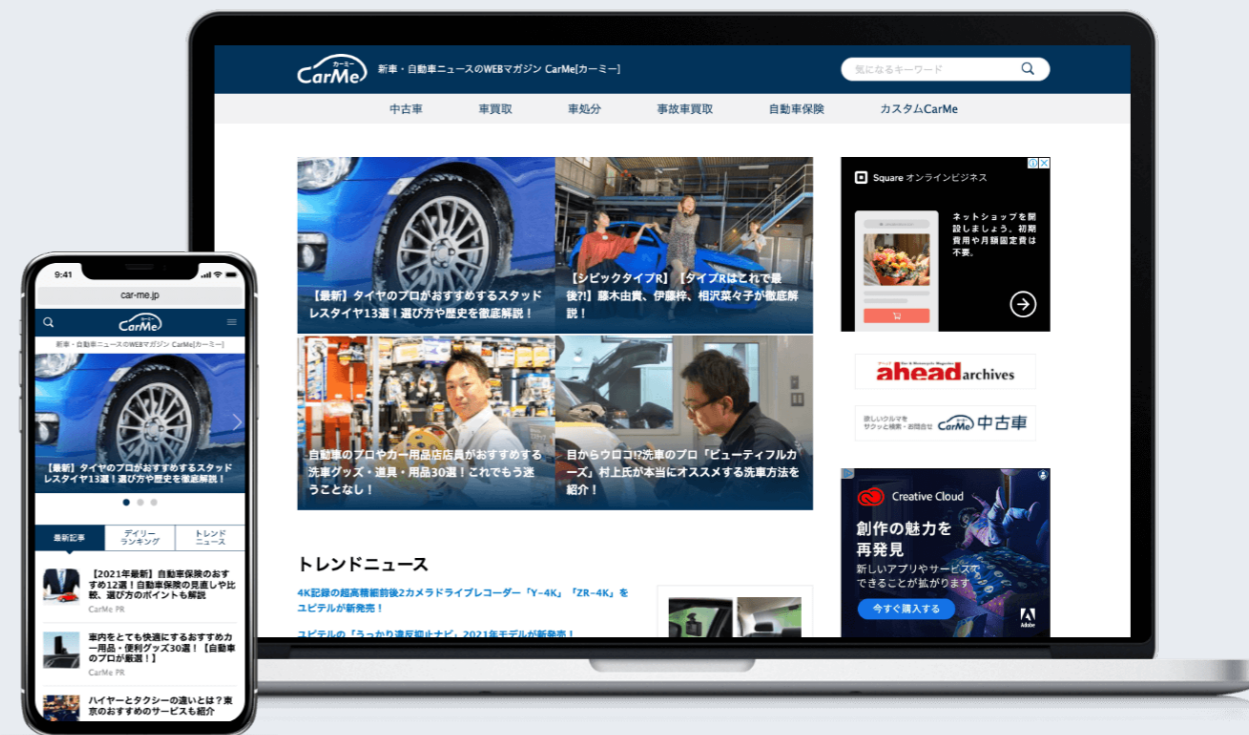 カーミー
CarMe
新車・自動車ニュースのWEBマガジン CarMe[カーミー]
気になるキーワード
中古車
車買取
車処分
事故車買取
自動車保険
カスタムCarMe
【最新】タイヤのプロがおすすめするスタッド
レスタイヤ13選！選び方や歴史を徹底解説！
【シビックタイプR】【タイプRはこれで最
後?!】藤木由貴、伊藤梓、相沢菜々子が徹底解
説！
自動車のプロやカー用品店店員がおすすめする
洗車グッズ・道具・用品30選！これでもう迷
うことなし！
目からウロコ!?洗車のプロ「ビューティフルカ
ーズ」村上氏が本当にオススメする洗車方法を
紹介！
トレンドニュース
4K記録の超高精細前後2カメラドライブレコーダー「Y-4K」「ZR-4K」を
ユピテルが新発売！
ユピテルの「うっかり違反抑止ナビ」2021年モデルが新発売！
Square オンラインビジネス
ネットショップを開
設しましょう。初期
費用や月額固定費は
不要。
ahead archives
欲しいクルマを
サクッと検索・お問合せ
CarMe 中古車
Creative Cloud
創作の魅力を
再発見
新しいアプリやサービスで
できることが拡がります
今すぐ購入する
Adobe
9:41
car-me.jp
CarMe
新車・自動車ニュースのWEBマガジン CarMe[カーミー]
【最新】タイヤのプロがおすすめするスタッド
レスタイヤ13選！選び方や歴史を徹底解説！
最新記事
デイリー
ランキング
トレンド
ニュース
【2021年最新】自動車保険のおす
すめ12選！自動車保険の見直しや比
較、選び方のポイントも解説
CarMe PR
車内をとても快適にするおすすめカ
ー用品・便利グッズ30選！【自動車
のプロが厳選！】
CarMe PR
ハイヤーとタクシーの違いとは？東
京のおすすめのサービスも紹介